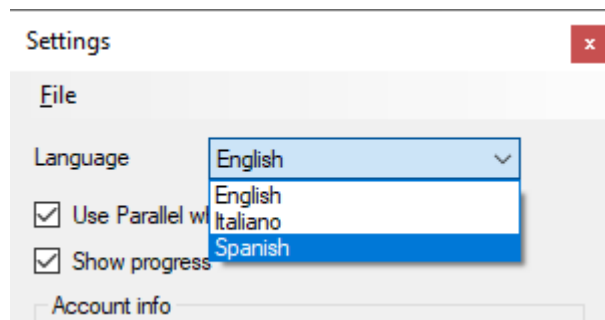 Settings
x
File
Language English
English
Use Parallel
Italiano
Spanish
Show progress
Account info